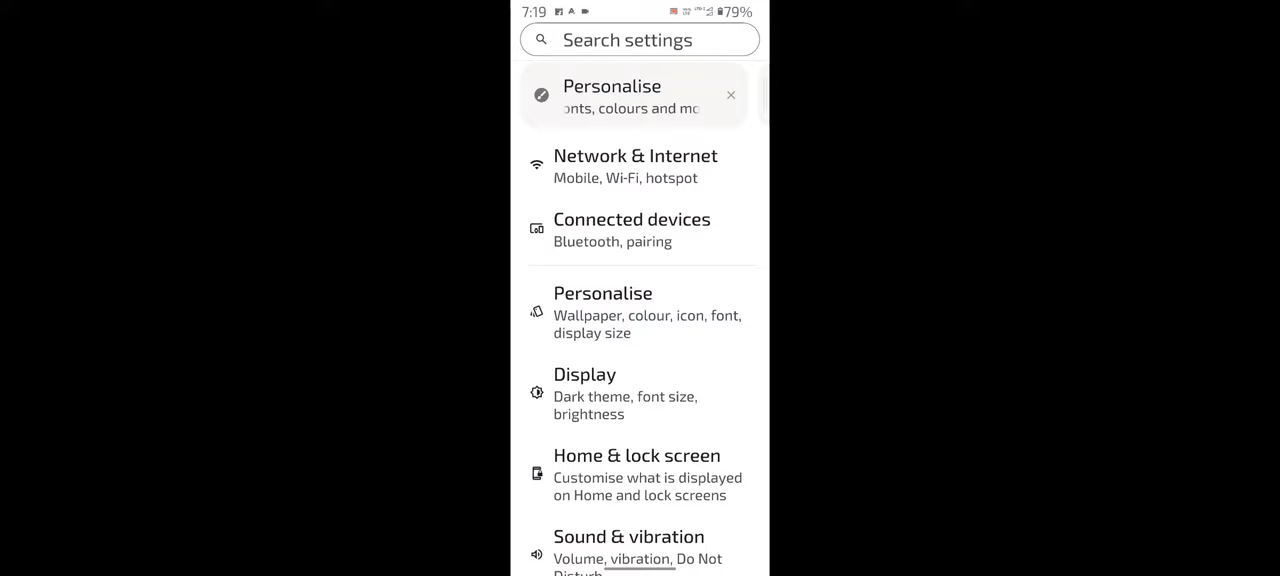 7:19 79%
Search settings
Personalise
onts, colours and mo
Network & Internet
Mobile, Wi-Fi, hotspot
Connected devices
Bluetooth, pairing
Personalise
Wallpaper, colour, icon, font,
display size
Display
Dark theme, font size,
brightness
Home & lock screen
Customise what is displayed
on Home and lock screens
Sound & vibration
Volume, vibration, Do Not
Disturb